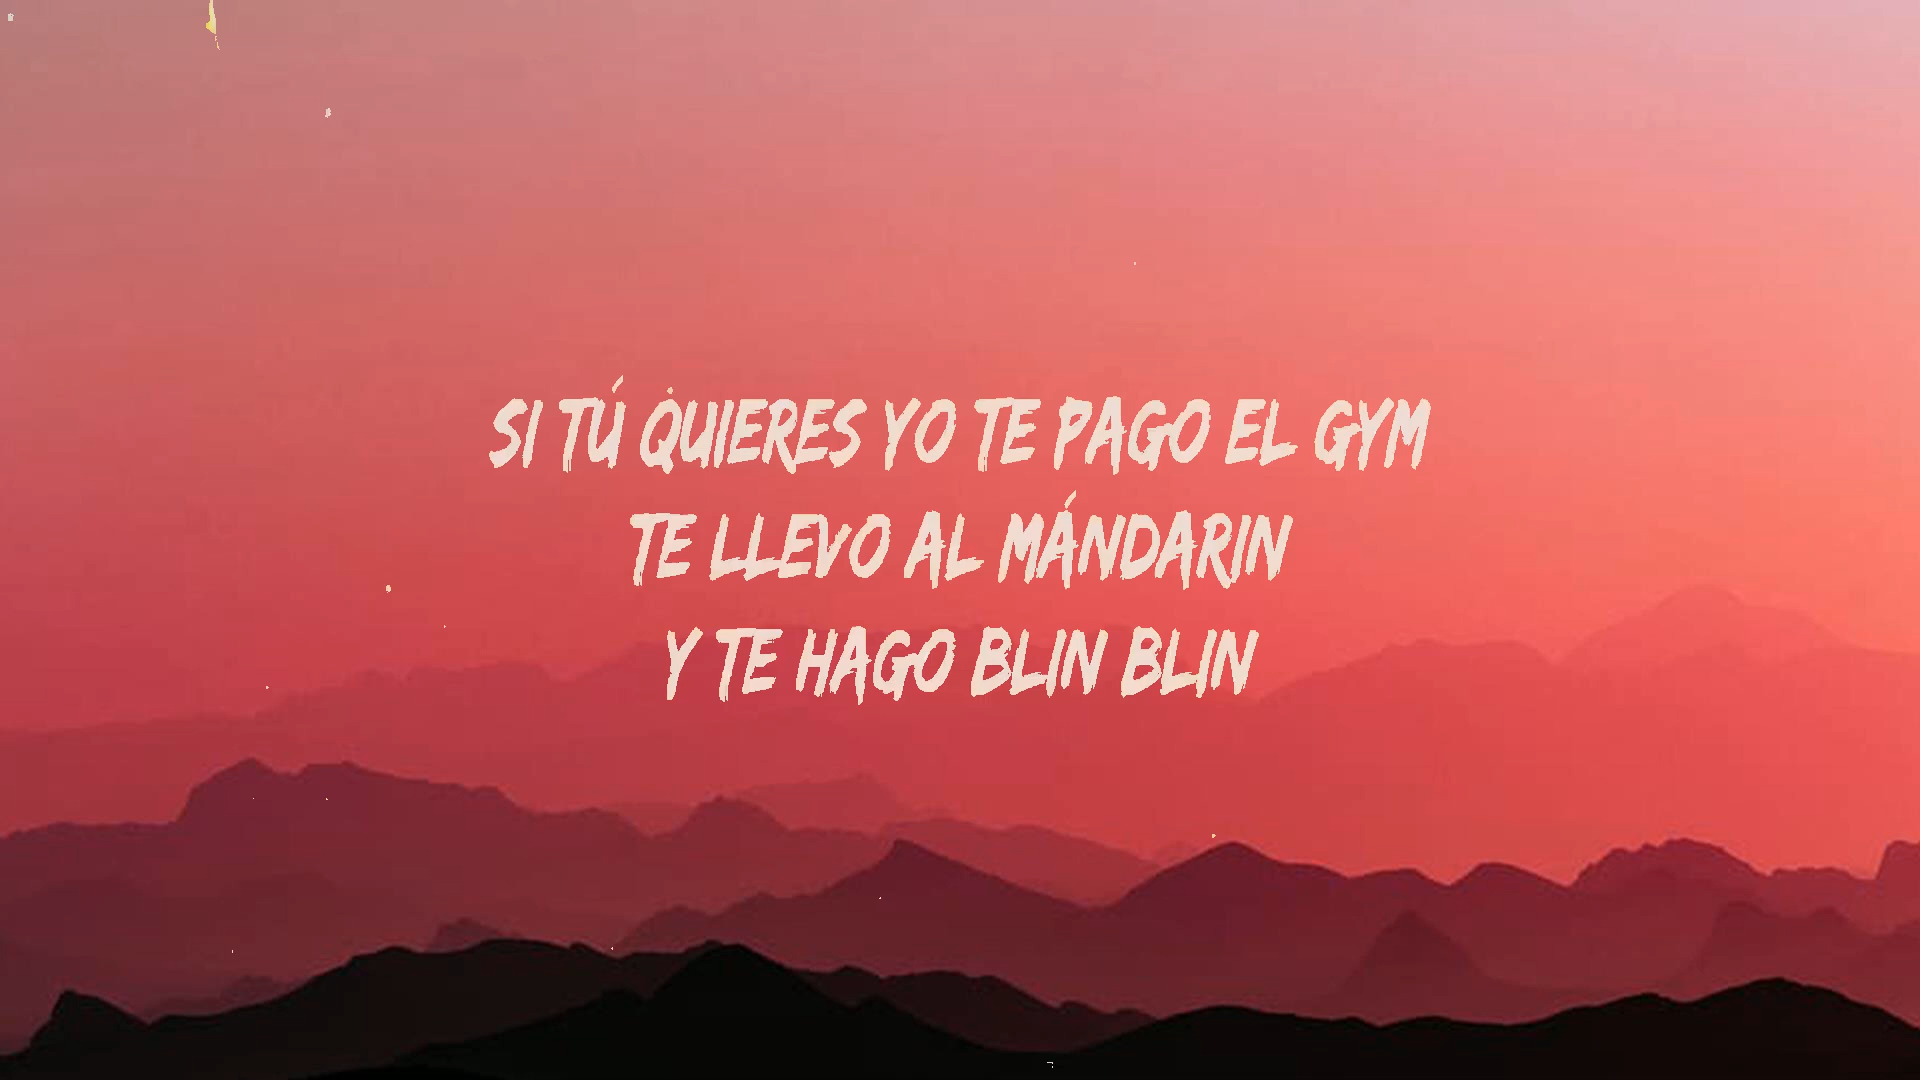 SI TÚ QUIERES YO TE PAGO EL GYM
TE LLEVO AL MÁNDARIN
Y TE HAGO BLIN BLIN